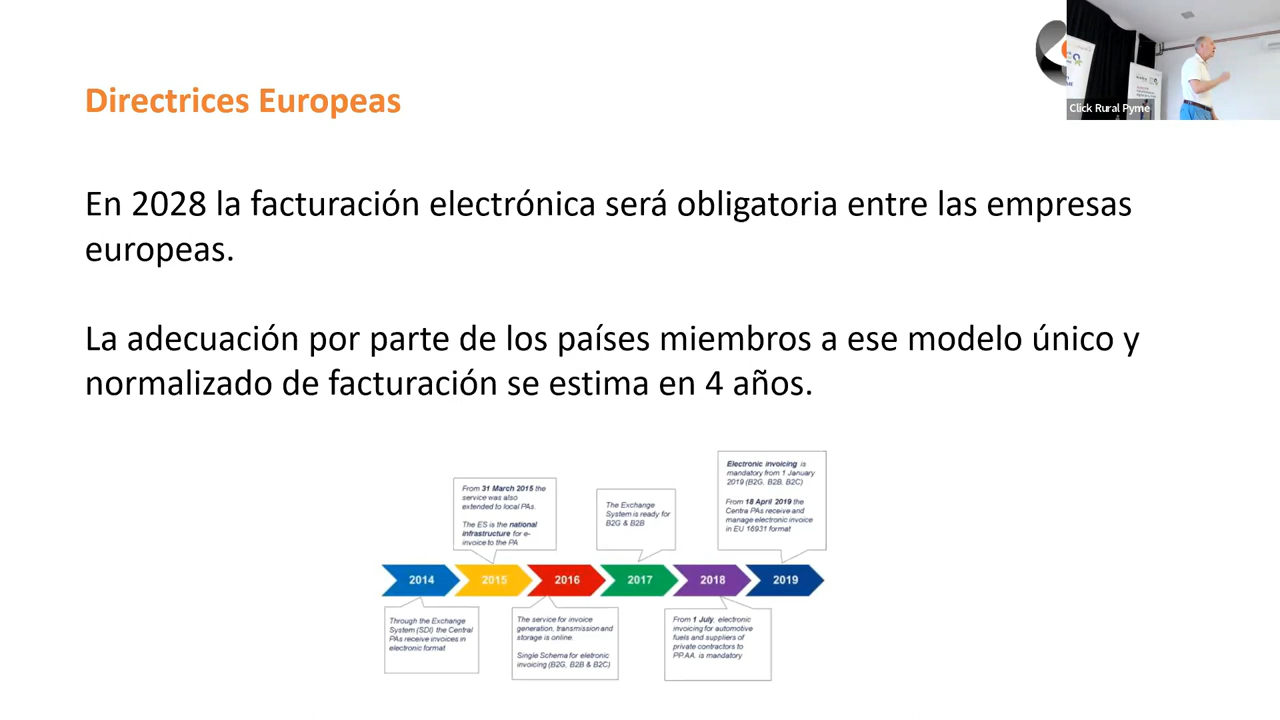 Directrices Europeas
Click Rural Pyme
En 2028 la facturación electrónica será obligatoria entre las empresas
europeas.
La adecuación por parte de los países miembros a ese modelo único y
normalizado de facturación se estima en 4 años.
From 31 March 2015 the
service was also
extended to local PAs.
The ES is the national
infrastructure for e-
invoice to the PA
The Exchange
System is ready for
B2G & B2B
Electronic invoicing is
mandatory from 1 January
2019 (B2G, B2B, B2C)
From 18 April 2019 the
Centra PAs receive and
manage electronic invoice
in EU 16931 format
2014
2015
2016
2017
2018
2019
Through the Exchange
System (SDI) the Central
PAs receive invoices in
electronic format
The service for invoice
generation, transmission and
storage is online.
Single Schema for eletronic
invoicing (B2G, B2B & B2C)
From 1 July, electronic
invoicing for automotive
fuels and suppliers of
private contractors to
PP.AA. is mandatory